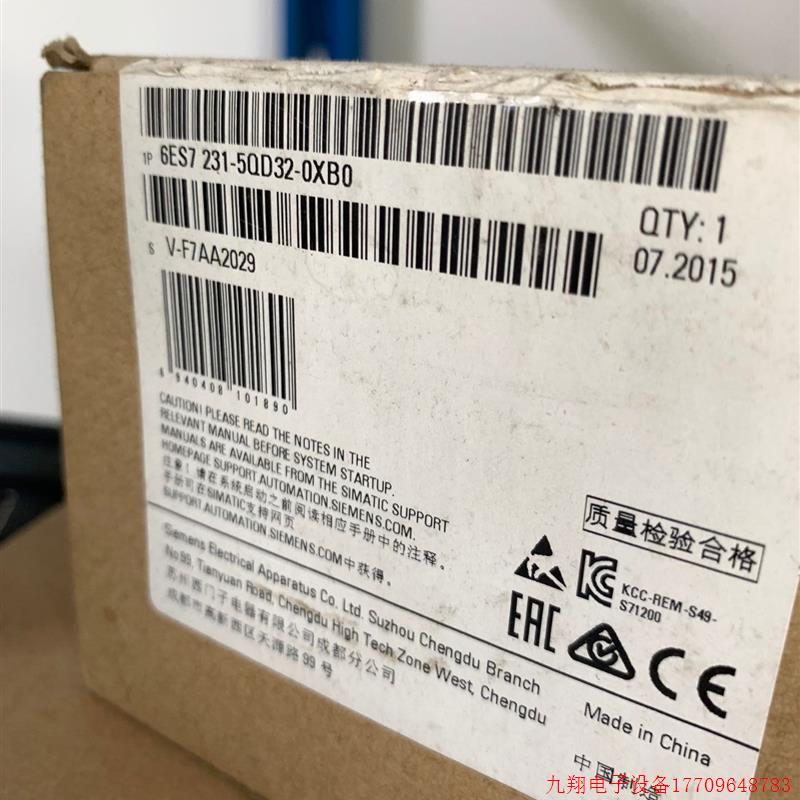 1P 6ES7 231-5QD32-0XB0
QTY: 1
S V-F7AA2029
07.2015
6 940408 101890
CAUTION! PLEASE READ THE NOTES IN THE
RELEVANT MANUAL BEFORE SYSTEM STARTUP.
MANUALS ARE AVAILABLE FROM THE SIMATIC SUPPORT
HOMEPAGE SUPPORT.AUTOMATION.SIEMENS.COM.
注意!请在系统启动之前阅读相应手册中的注释。
手册可在SIMATIC支持网页
SUPPORT.AUTOMATION.SIEMENS.COM中获得。
质量检验合格
Siemens Electrical Apparatus Co. Ltd. Suzhou Chengdu Branch
No.99, Tianyuan Road, Chengdu High Tech Zone West, Chengdu
苏州西门子电器有限公司成都分公司
成都市高新西区天源路99号
KCC-REM-S49-
S71200
EAC
CE
Made in China
中国制造
九翔电子设备17709648783